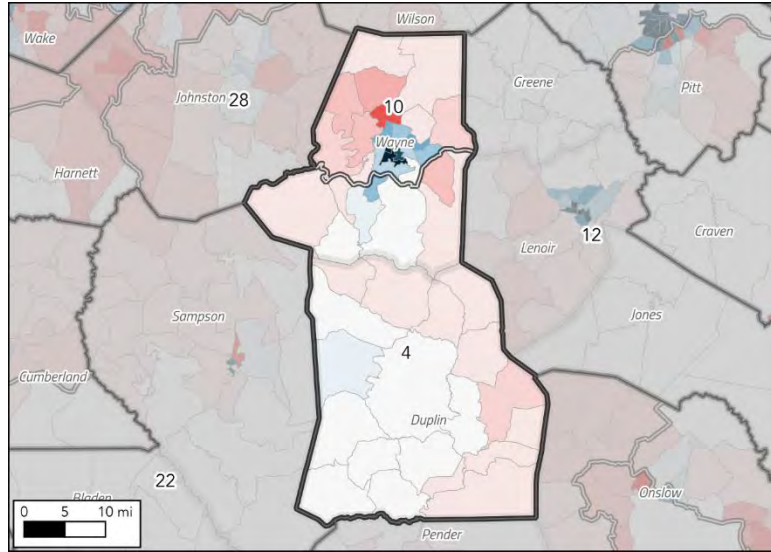 Wilson
Wake
Greene
Johnston
28
10
Pitt
Wayne
Harnett
Craven
12
Lenoir
Jones
Sampson
4
Cumberland
Duplin
22
Bladen
Onslow
0 5 10 mi
Pender